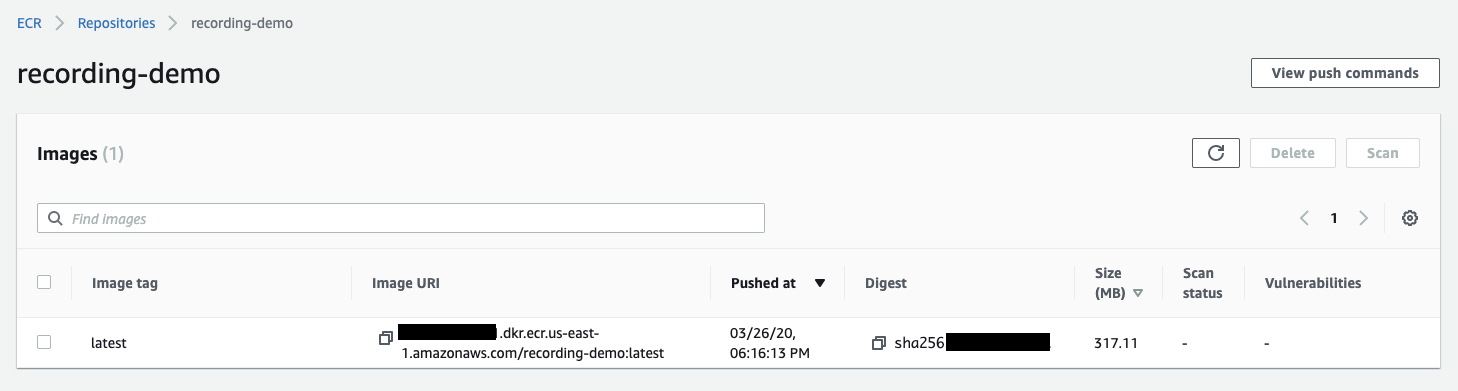 ECR > Repositories > recording-demo
recording-demo
View push commands
Images (1)
Delete
Scan
Find images
1
Image tag
Image URI
Pushed at
Digest
Size
(MB)
Scan
status
Vulnerabilities
latest
.dkr.ecr.us-east-
1.amazonaws.com/recording-demo:latest
03/26/20,
06:16:13 PM
sha256
317.11
-
-